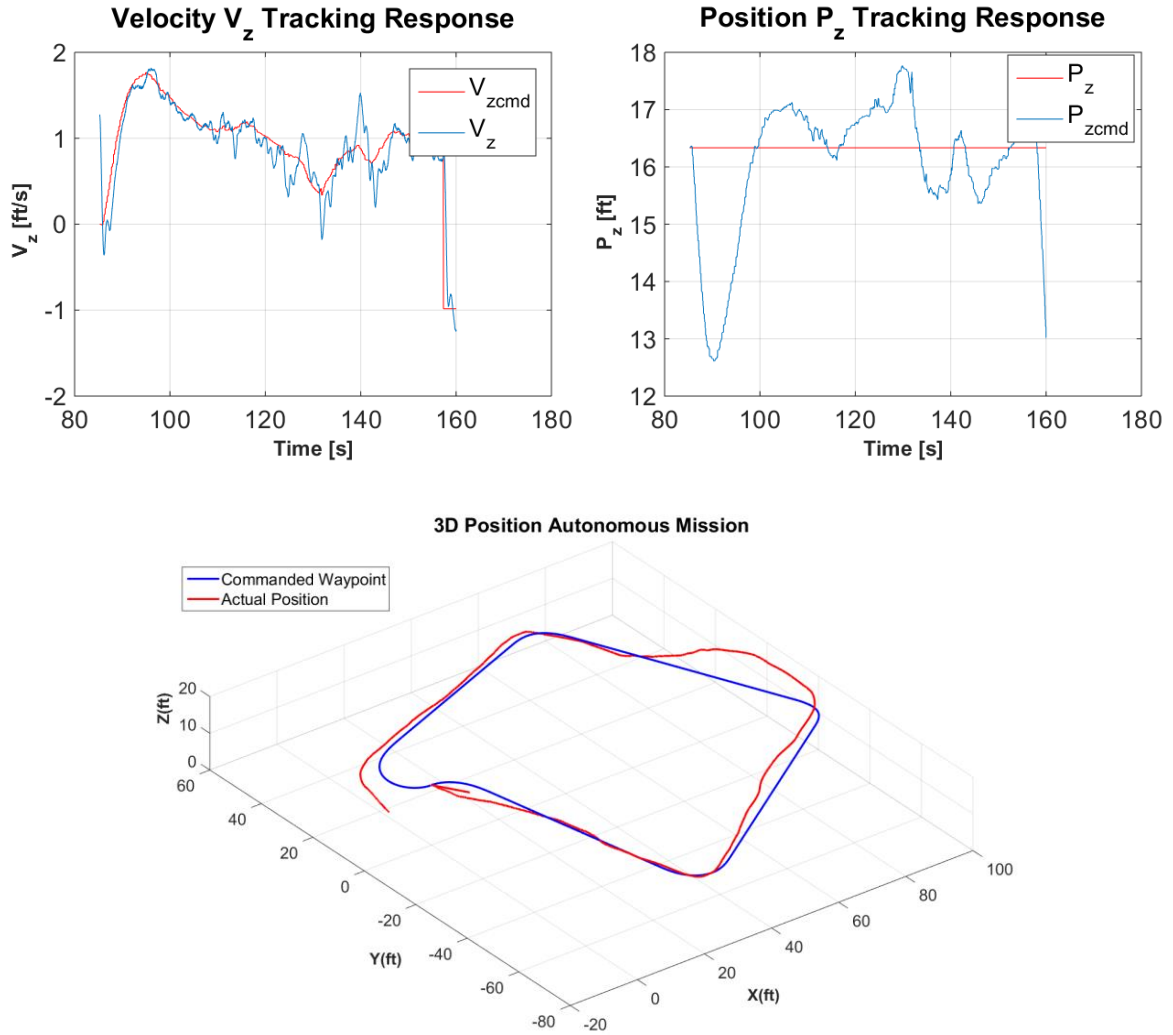 Velocity V_z Tracking Response
2
1
0
-1
-2
V_z [ft/s]
80 100 120 140 160 180
Time [s]
V_zcmd
V_z
Position P_z Tracking Response
18
17
16
15
14
13
12
P_z [ft]
80 100 120 140 160 180
Time [s]
P_z
P_zcmd
3D Position Autonomous Mission
Commanded Waypoint
Actual Position
20
10
0
Z(ft)
60
40
20
0
-20
-40
-60
-80
Y(ft)
-20
0
20
40
60
80
100
X(ft)